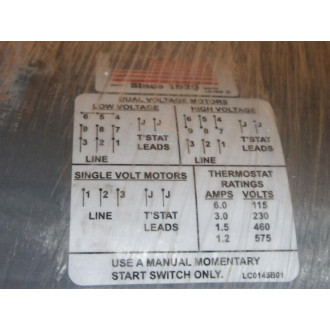 Since 1920
DUAL VOLTAGE MOTORS
LOW VOLTAGE HIGH VOLTAGE
6 5 4 J J 6 5 4 J J
9 8 7 9 8 7
3 2 1 T'STAT 3 2 1 T'STAT
LINE LEADS LINE LEADS
SINGLE VOLT MOTORS THERMOSTAT
RATINGS
1 2 3 J J AMPS VOLTS
LINE T'STAT 6.0 115
LEADS 3.0 230
1.5 460
1.2 575
USE A MANUAL MOMENTARY
START SWITCH ONLY. LC0145B01